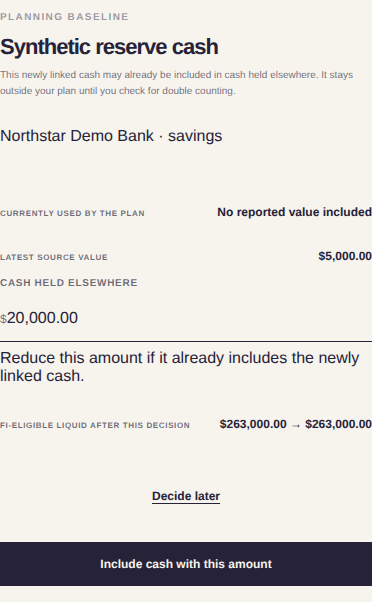 PLANNING BASELINE
Synthetic reserve cash
This newly linked cash may already be included in cash held elsewhere. It stays
outside your plan until you check for double counting.
Northstar Demo Bank · savings
CURRENTLY USED BY THE PLAN No reported value included
LATEST SOURCE VALUE $5,000.00
CASH HELD ELSEWHERE
$20,000.00
Reduce this amount if it already includes the newly
linked cash.
FI-ELIGIBLE LIQUID AFTER THIS DECISION $263,000.00 → $263,000.00
Decide later
Include cash with this amount